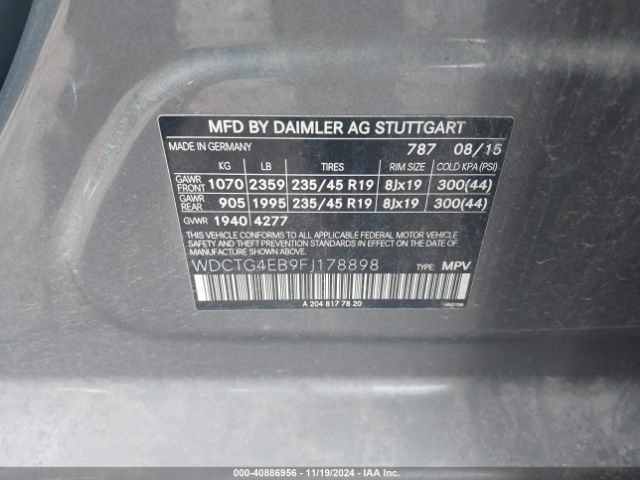 MFD BY DAIMLER AG STUTTGART
MADE IN GERMANY 787 08/15
KG LB TIRES RIM SIZE COLD KPA (PSI)
GAWR FRONT 1070 2359 235/45 R19 8Jx19 300(44)
GAWR REAR 905 1995 235/45 R19 8Jx19 300(44)
GVWR 1940 4277
THIS VEHICLE CONFORMS TO ALL APPLICABLE FEDERAL MOTOR VEHICLE
SAFETY, BUMPER, AND THEFT PREVENTION STANDARDS IN EFFECT ON THE
DATE OF MANUFACTURE SHOWN ABOVE.
WDCTG4EB9FJ178898 TYPE: MPV
A 204 817 78 20
000-40886956 - 11/19/2024 - IAA Inc.